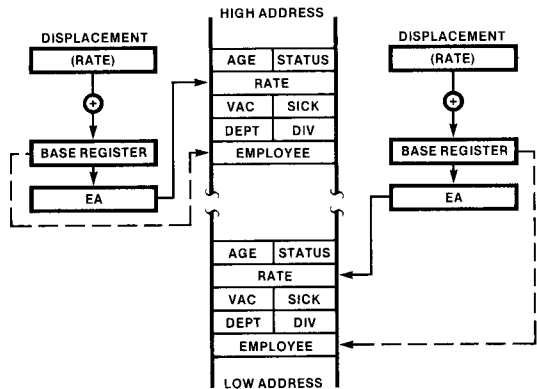 HIGH ADDRESS
DISPLACEMENT
(RATE)
+
BASE REGISTER
EA
AGE STATUS
RATE
VAC SICK
DEPT DIV
EMPLOYEE
AGE STATUS
RATE
VAC SICK
DEPT DIV
EMPLOYEE
LOW ADDRESS
DISPLACEMENT
(RATE)
+
BASE REGISTER
EA